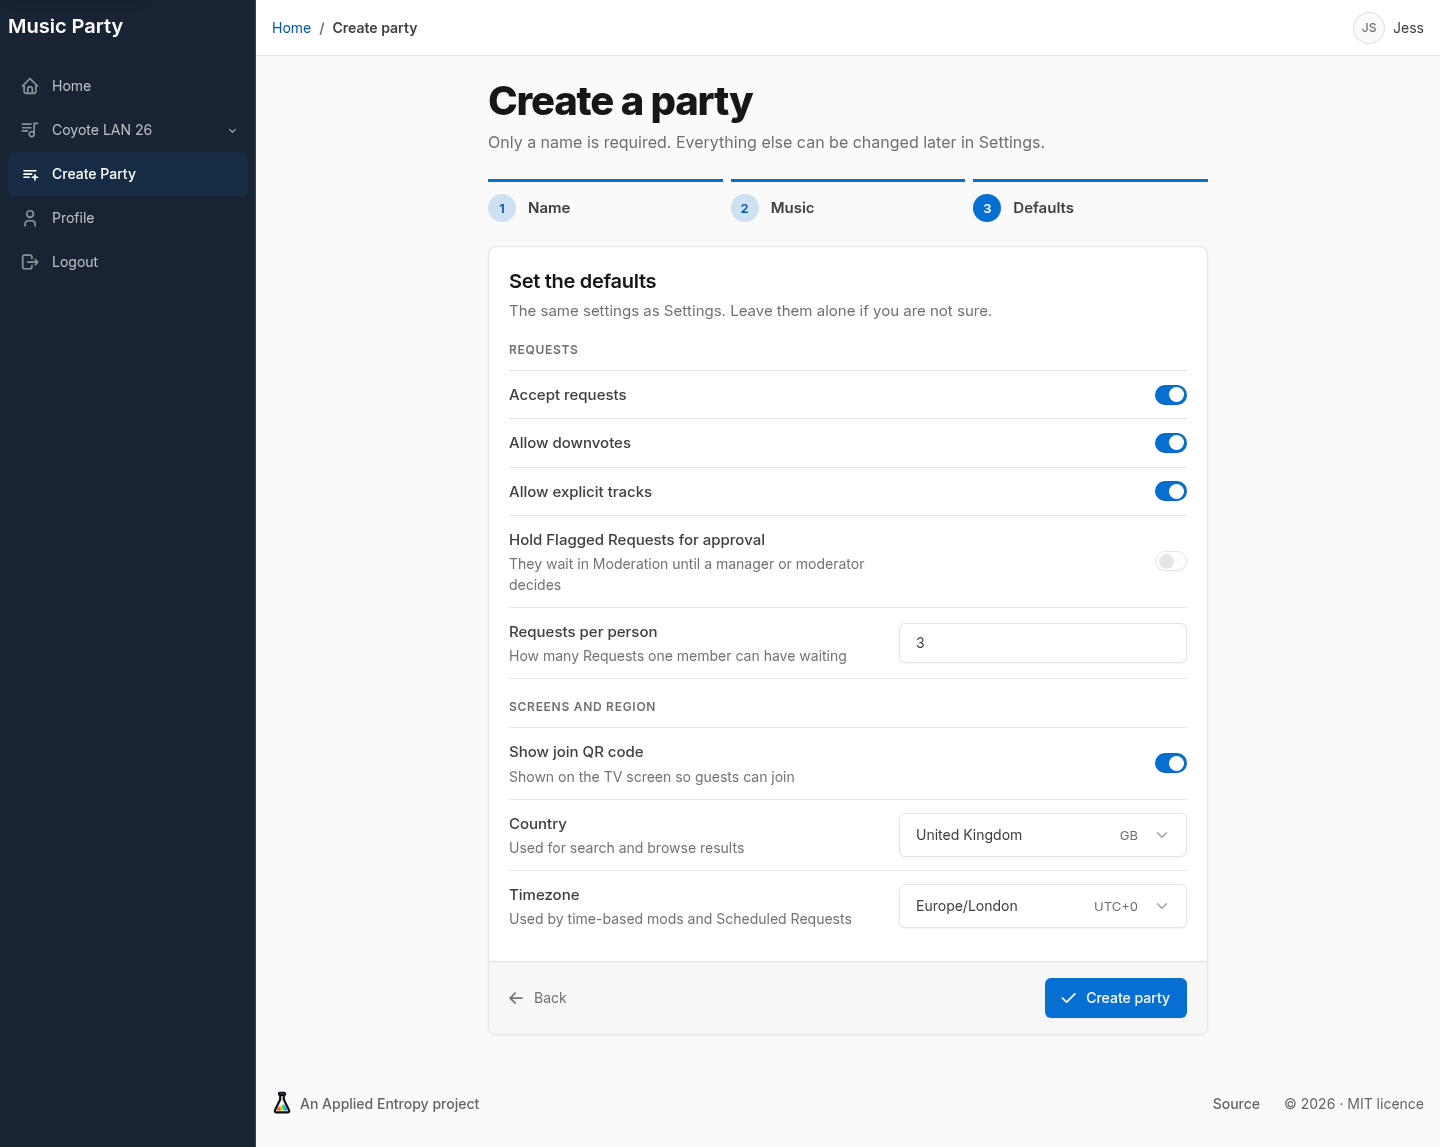 Music Party
Home
Coyote LAN 26
Create Party
Profile
Logout
Home / Create party
JS Jess
Create a party
Only a name is required. Everything else can be changed later in Settings.
1 Name
2 Music
3 Defaults
Set the defaults
The same settings as Settings. Leave them alone if you are not sure.
REQUESTS
Accept requests
Allow downvotes
Allow explicit tracks
Hold Flagged Requests for approval
They wait in Moderation until a manager or moderator
decides
Requests per person
How many Requests one member can have waiting
3
SCREENS AND REGION
Show join QR code
Shown on the TV screen so guests can join
Country
Used for search and browse results
United Kingdom GB
Timezone
Used by time-based mods and Scheduled Requests
Europe/London UTC+0
Back
Create party
An Applied Entropy project
Source
© 2026 · MIT licence